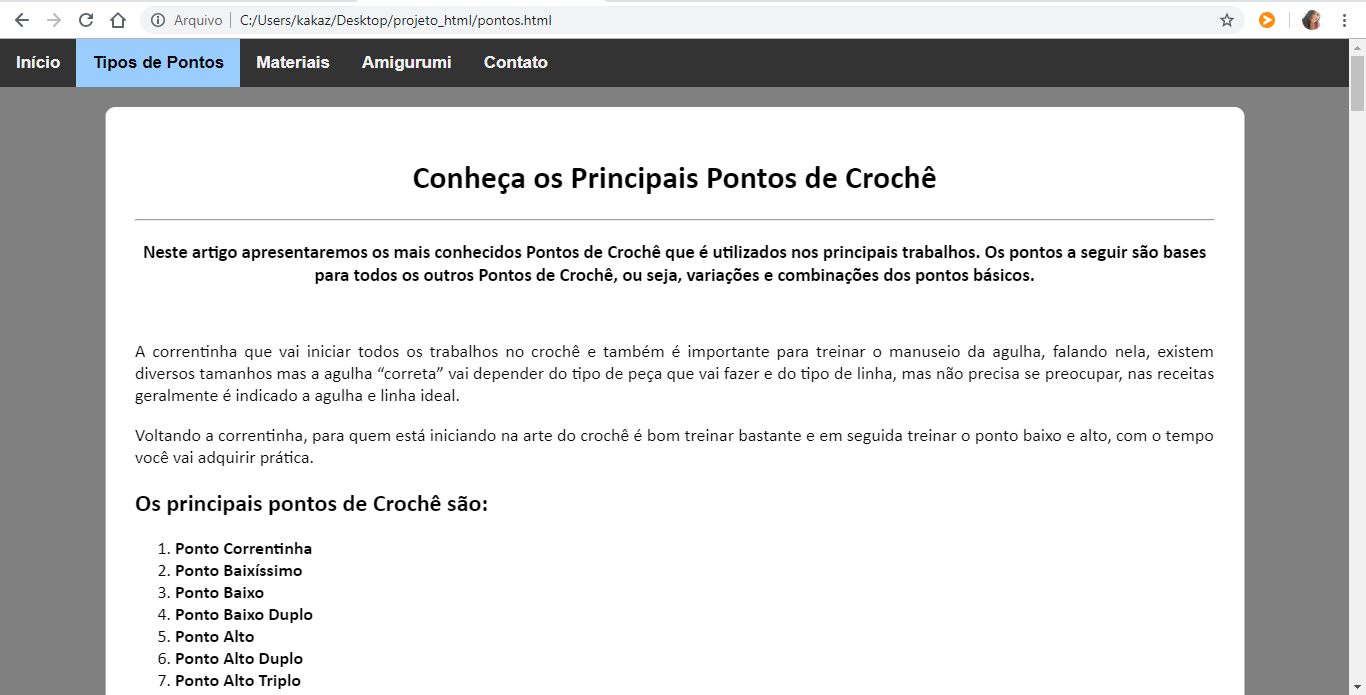 Arquivo C:/Users/kakaz/Desktop/projeto_html/pontos.html
Início Tipos de Pontos Materiais Amigurumi Contato
Conheça os Principais Pontos de Crochê
Neste artigo apresentaremos os mais conhecidos Pontos de Crochê que é utilizados nos principais trabalhos. Os pontos a seguir são bases
para todos os outros Pontos de Crochê, ou seja, variações e combinações dos pontos básicos.
A correntinha que vai iniciar todos os trabalhos no crochê e também é importante para treinar o manuseio da agulha, falando nela, existem
diversos tamanhos mas a agulha “correta” vai depender do tipo de peça que vai fazer e do tipo de linha, mas não precisa se preocupar, nas receitas
geralmente é indicado a agulha e linha ideal.
Voltando a correntinha, para quem está iniciando na arte do crochê é bom treinar bastante e em seguida treinar o ponto baixo e alto, com o tempo
você vai adquirir prática.
Os principais pontos de Crochê são:
1. Ponto Correntinha
2. Ponto Baixíssimo
3. Ponto Baixo
4. Ponto Baixo Duplo
5. Ponto Alto
6. Ponto Alto Duplo
7. Ponto Alto Triplo